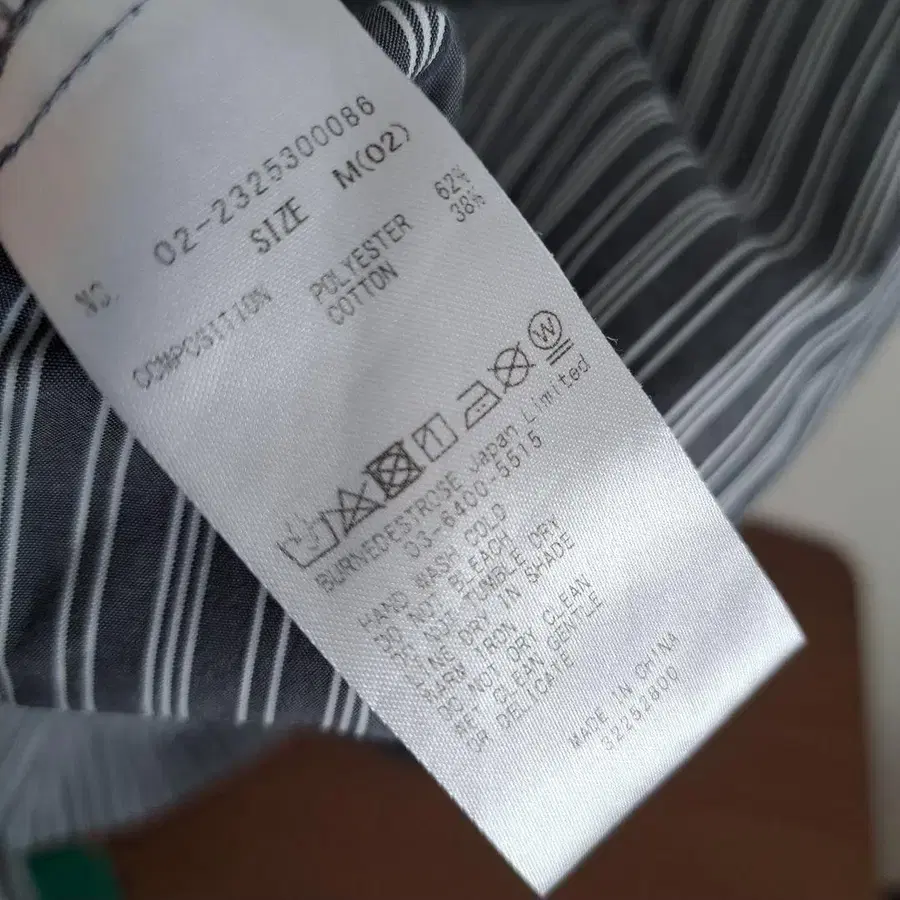 NO. 02-2325300086
SIZE M(02)
COMPOSITION POLYESTER 62%
COTTON 38%
W
BURNEDESTROSE Japan Limited
03-6400-5515
HAND WASH COLD
DO NOT BLEACH
DO NOT TUMBLE DRY
LINE DRY IN SHADE
WARM IRON
DO NOT DRY CLEAN
WET CLEAN GENTLE
OR DELICATE
MADE IN CHINA
32252800